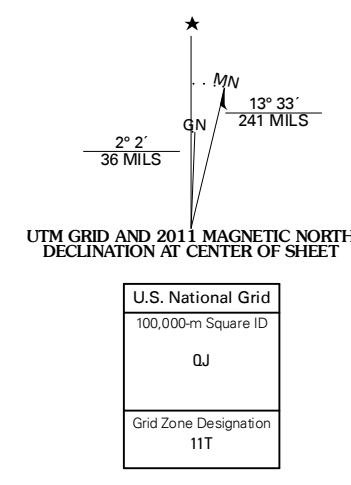 ★
MN
GN
13° 33´
241 MILS
2° 2´
36 MILS
UTM GRID AND 2011 MAGNETIC NORTH
DECLINATION AT CENTER OF SHEET
U.S. National Grid
100,000-m Square ID
QJ
Grid Zone Designation
11T